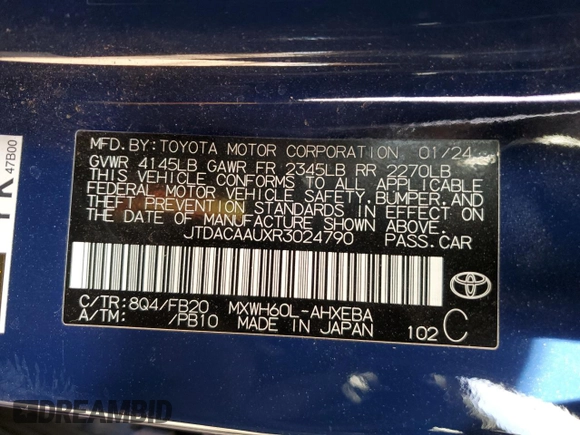 MFD. BY: TOYOTA MOTOR CORPORATION 01/24
GVWR 4145LB GAWR FR 2345LB RR 2270LB
THIS VEHICLE CONFORMS TO ALL APPLICABLE
FEDERAL MOTOR VEHICLE SAFETY, BUMPER, AND
THEFT PREVENTION STANDARDS IN EFFECT ON
THE DATE OF MANUFACTURE SHOWN ABOVE.
JTDACAAUXR3024790 PASS. CAR
C/TR: 8Q4/FB20 MXWH60L-AHXEBA
A/TM: /PB10 MADE IN JAPAN 102 C
47B00
DREAMBID